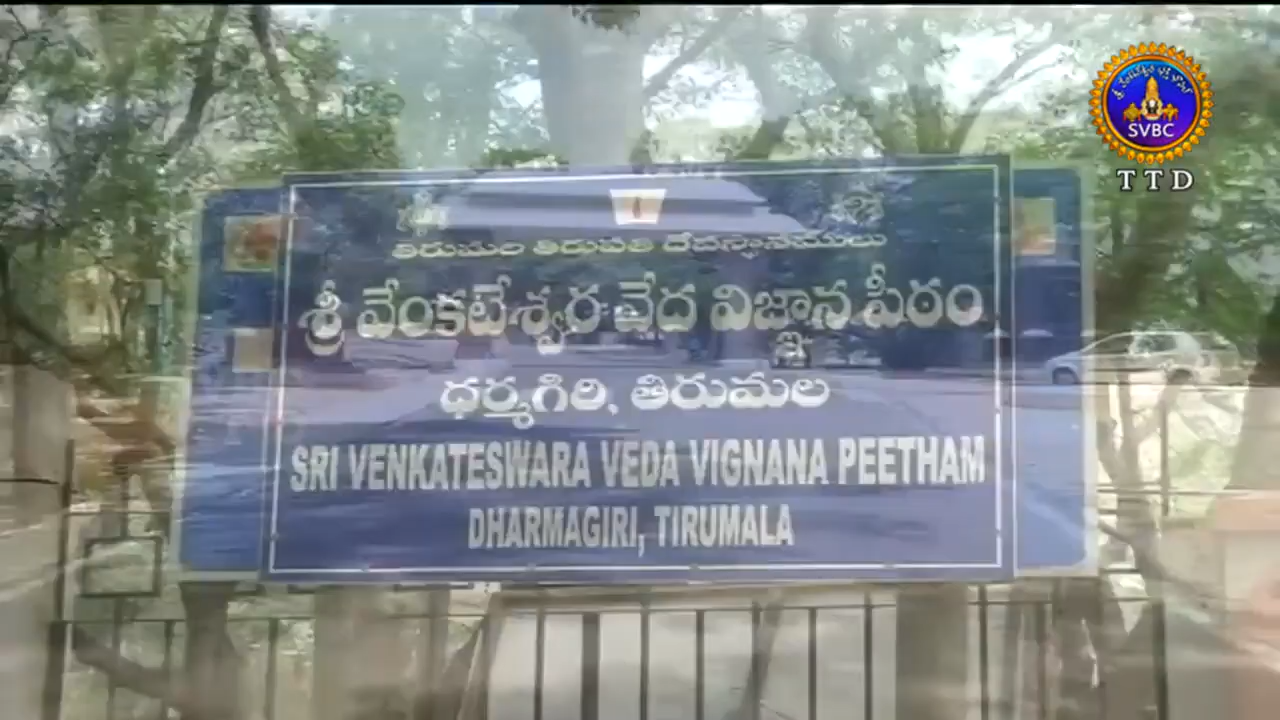 SVBC
TTD
తిరుమల తిరుపతి దేవస్థానములు
శ్రీ వేంకటేశ్వర వేద విజ్ఞాన పీఠం
ధర్మగిరి, తిరుమల
SRI VENKATESWARA VEDA VIGNANA PEETHAM
DHARMAGIRI, TIRUMALA